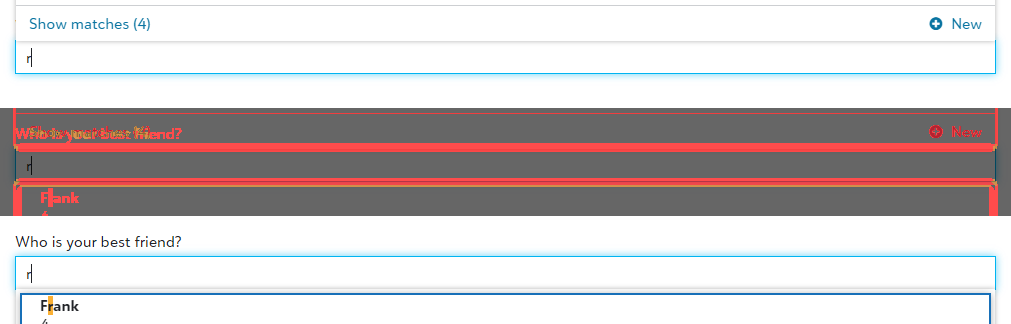 Show matches (4) New
r
Who is your best friend? New
r
Frank
Who is your best friend?
r
Frank